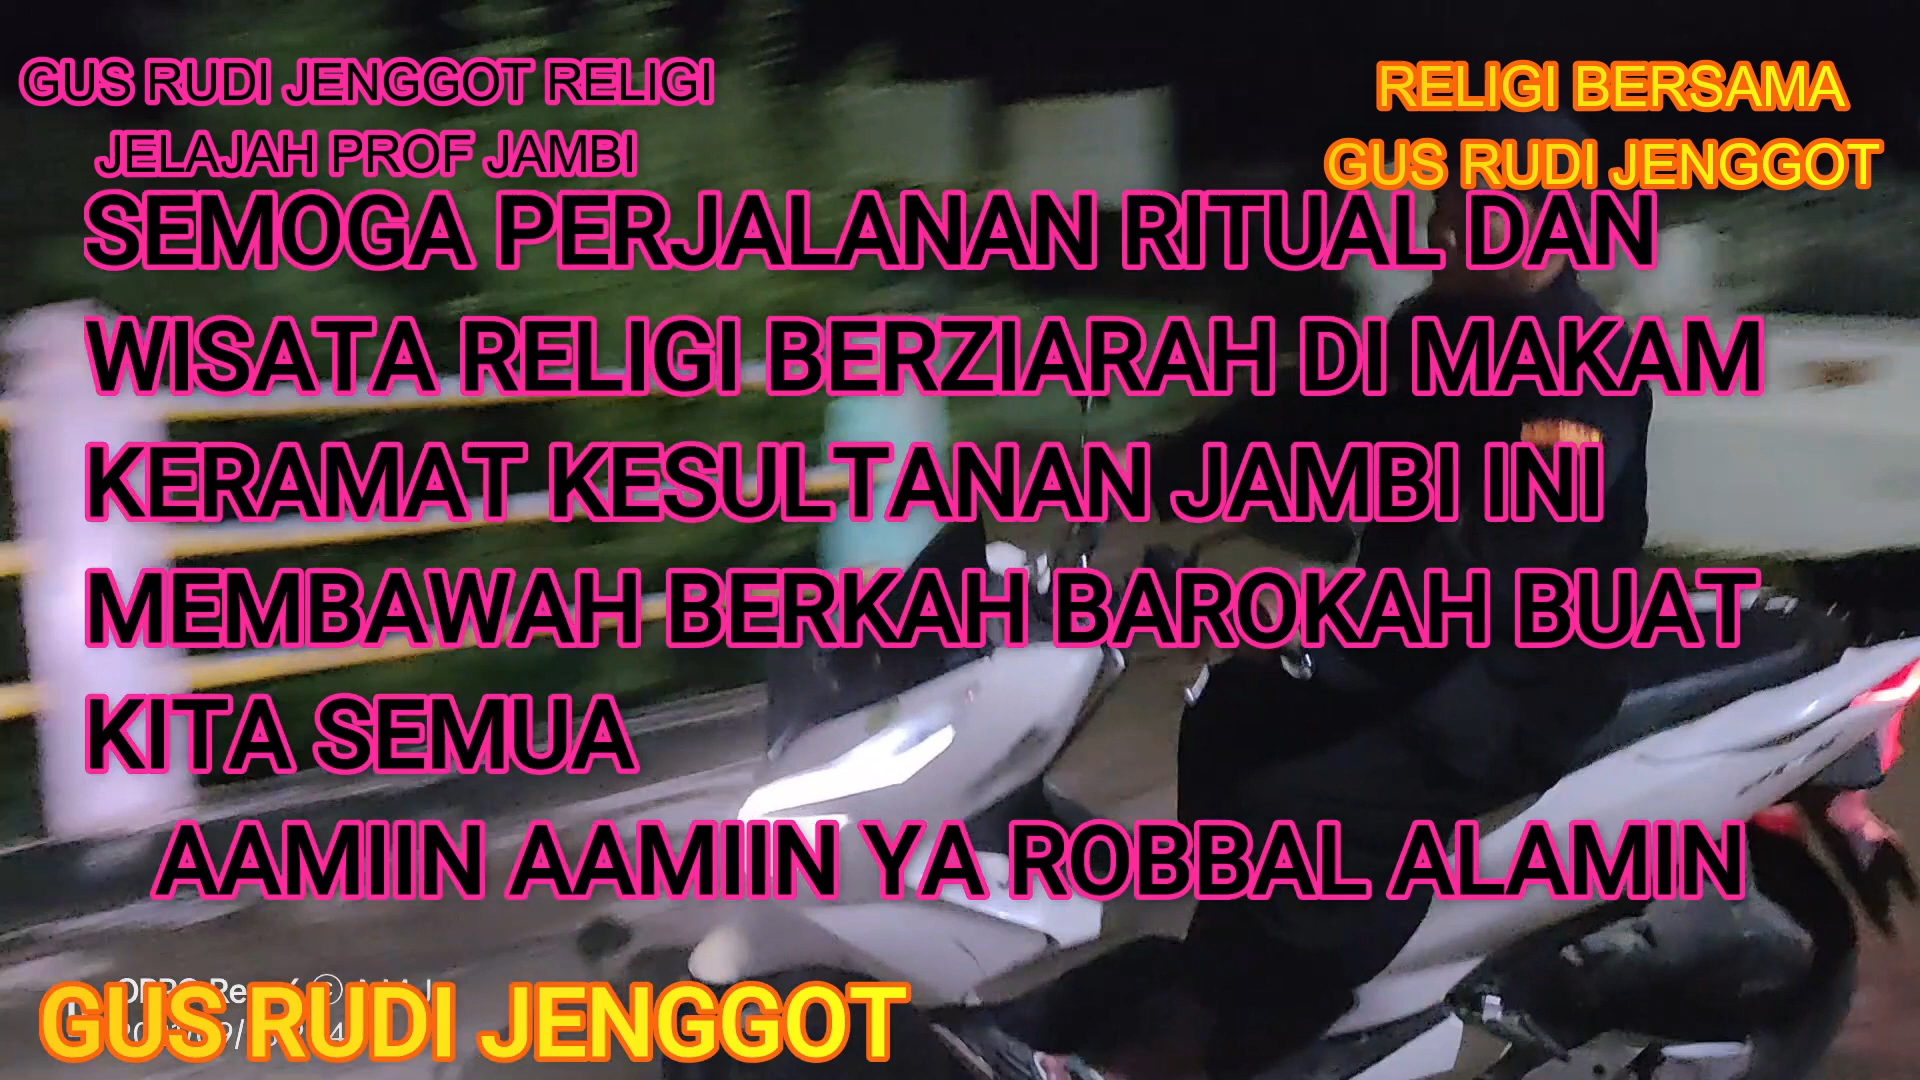 GUS RUDI JENGGOT RELIGI
JELAJAH PROF JAMBI
RELIGI BERSAMA
GUS RUDI JENGGOT
SEMOGA PERJALANAN RITUAL DAN
WISATA RELIGI BERZIARAH DI MAKAM
KERAMAT KESULTANAN JAMBI INI
MEMBAWAH BERKAH BAROKAH BUAT
KITA SEMUA
AAMIIN AAMIIN YA ROBBAL ALAMIN
OPPO
GUS RUDI JENGGOT